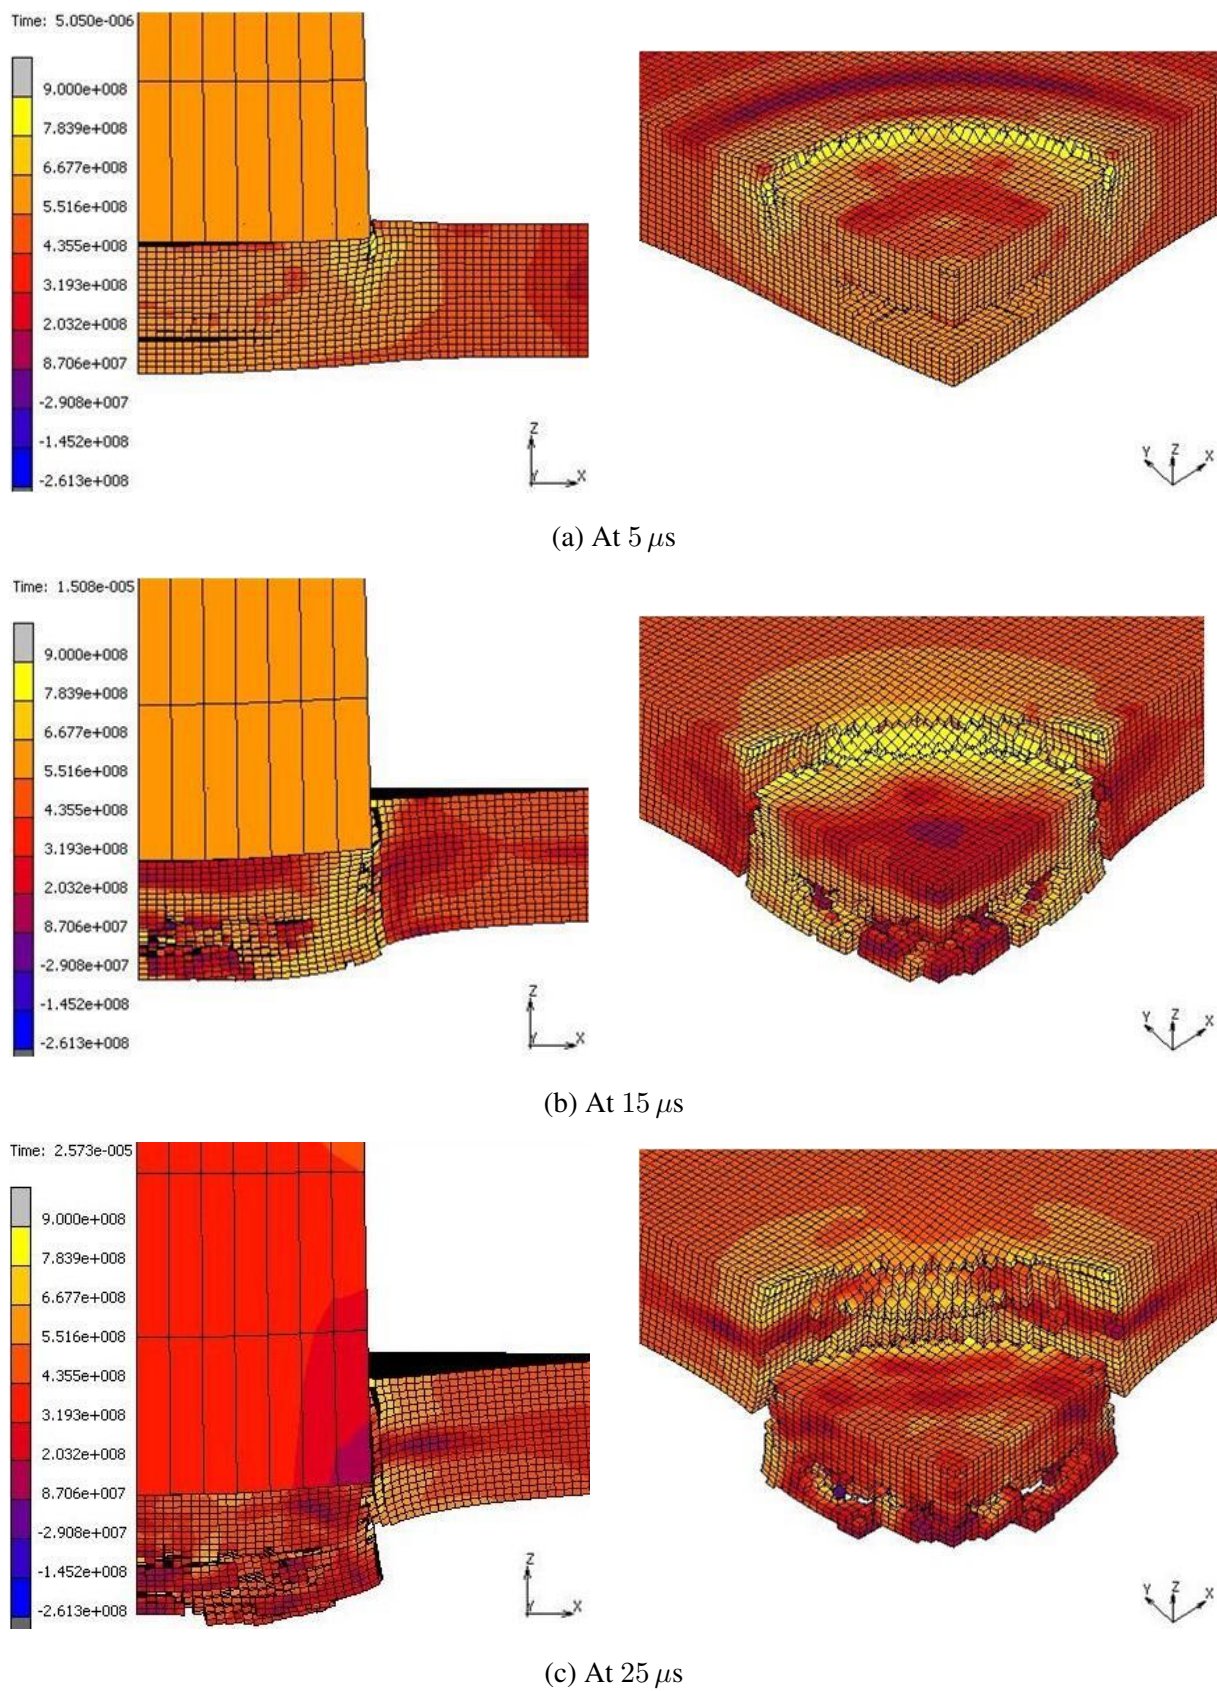 Time: 5.050e-006
9.000e+008
7.839e+008
6.677e+008
5.516e+008
4.355e+008
3.193e+008
2.032e+008
8.706e+007
-2.908e+007
-1.452e+008
-2.613e+008
Z
Y X
Y Z X
(a) At 5 μs
Time: 1.508e-005
9.000e+008
7.839e+008
6.677e+008
5.516e+008
4.355e+008
3.193e+008
2.032e+008
8.706e+007
-2.908e+007
-1.452e+008
-2.613e+008
Z
Y X
Y Z X
(b) At 15 μs
Time: 2.573e-005
9.000e+008
7.839e+008
6.677e+008
5.516e+008
4.355e+008
3.193e+008
2.032e+008
8.706e+007
-2.908e+007
-1.452e+008
-2.613e+008
Z
Y X
Y Z X
(c) At 25 μs